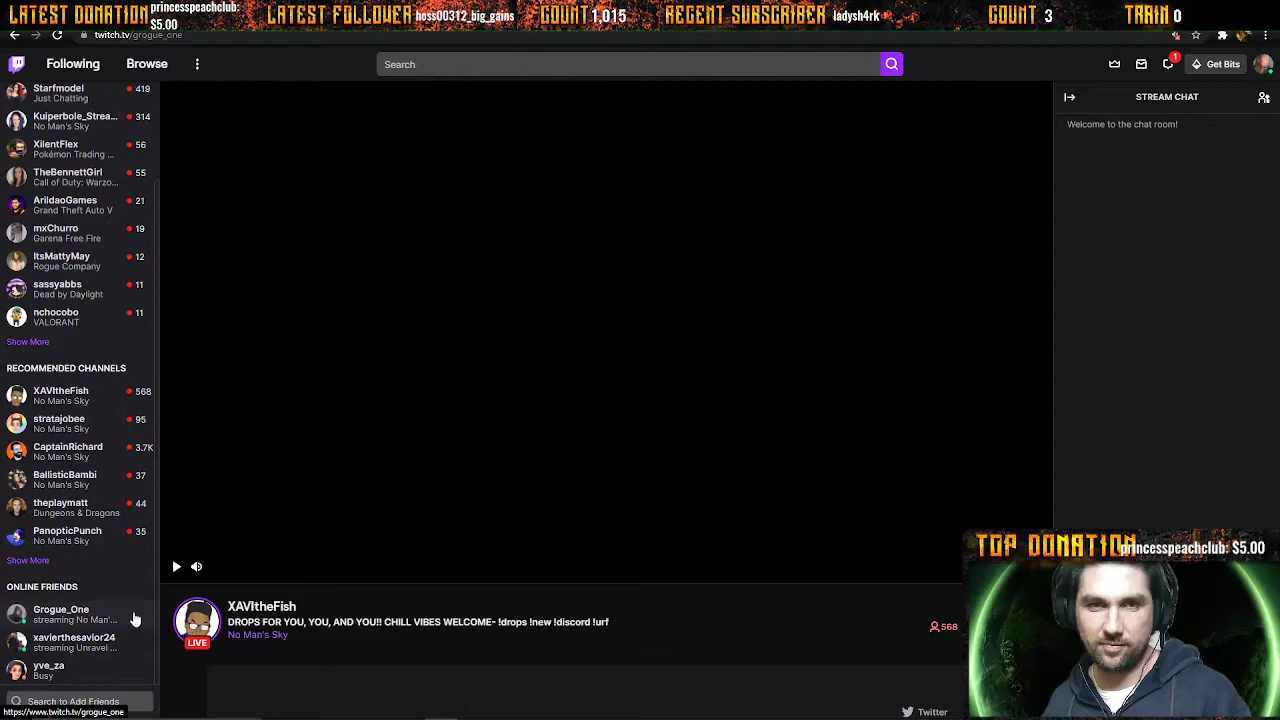 LATEST DONATION princesspeachclub: $5.00
LATEST FOLLOWER hoss00312_big_gains
COUNT 1,015
RECENT SUBSCRIBER ladysh4rk
COUNT 3
TRAIN 0
twitch.tv/grogue_one
Following
Browse
Search
1
Get Bits
Starfmodel 419
Just Chatting
Kuiperbole_Strea... 314
No Man's Sky
XilentFlex 56
Pokémon Trading ...
TheBennettGirl 55
Call of Duty: Warzo...
ArildaoGames 21
Grand Theft Auto V
mxChurro 19
Garena Free Fire
ItsMattyMay 12
Rogue Company
sassyabbs 11
Dead by Daylight
nchocobo 11
VALORANT
Show More
RECOMMENDED CHANNELS
XAVItheFish 568
No Man's Sky
stratajobee 95
No Man's Sky
CaptainRichard 3.7K
No Man's Sky
BallisticBambi 37
No Man's Sky
theplaymatt 44
Dungeons & Dragons
PanopticPunch 35
No Man's Sky
Show More
ONLINE FRIENDS
Grogue_One
streaming No Man'...
xavierthesavior24
streaming Unravel ...
yve_za
Busy
Search to Add Friends
https://www.twitch.tv/grogue_one
STREAM CHAT
Welcome to the chat room!
XAVItheFish
DROPS FOR YOU, YOU, AND YOU!! CHILL VIBES WELCOME- !drops !new !discord !urf
No Man's Sky
LIVE
568
Twitter
TOP DONATION princesspeachclub: $5.00